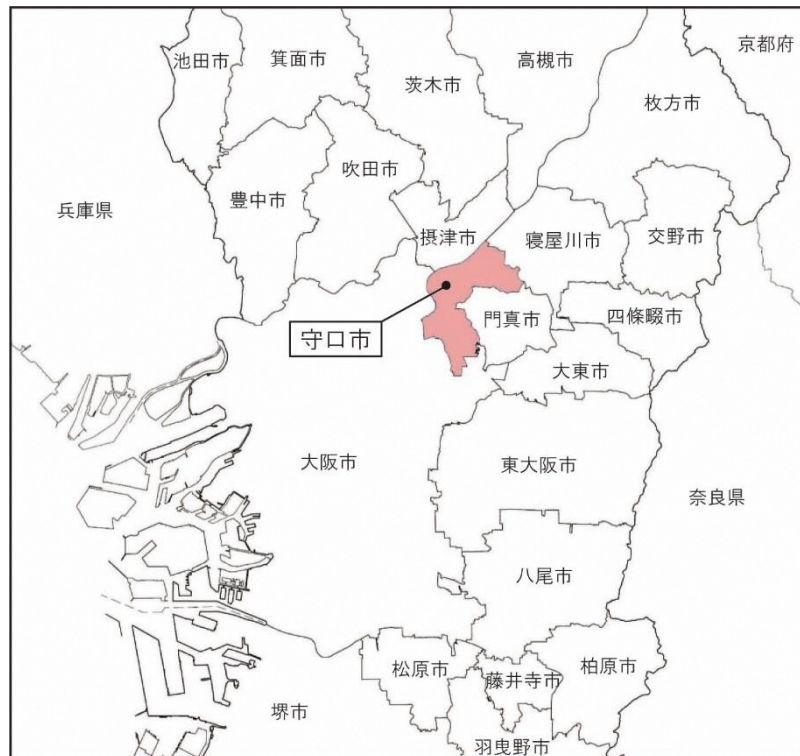 京都府
高槻市
池田市
箕面市
茨木市
枚方市
吹田市
豊中市
兵庫県
摂津市
寝屋川市
交野市
門真市
四條畷市
守口市
大東市
大阪市
東大阪市
奈良県
八尾市
松原市
藤井寺市
柏原市
堺市
羽曳野市